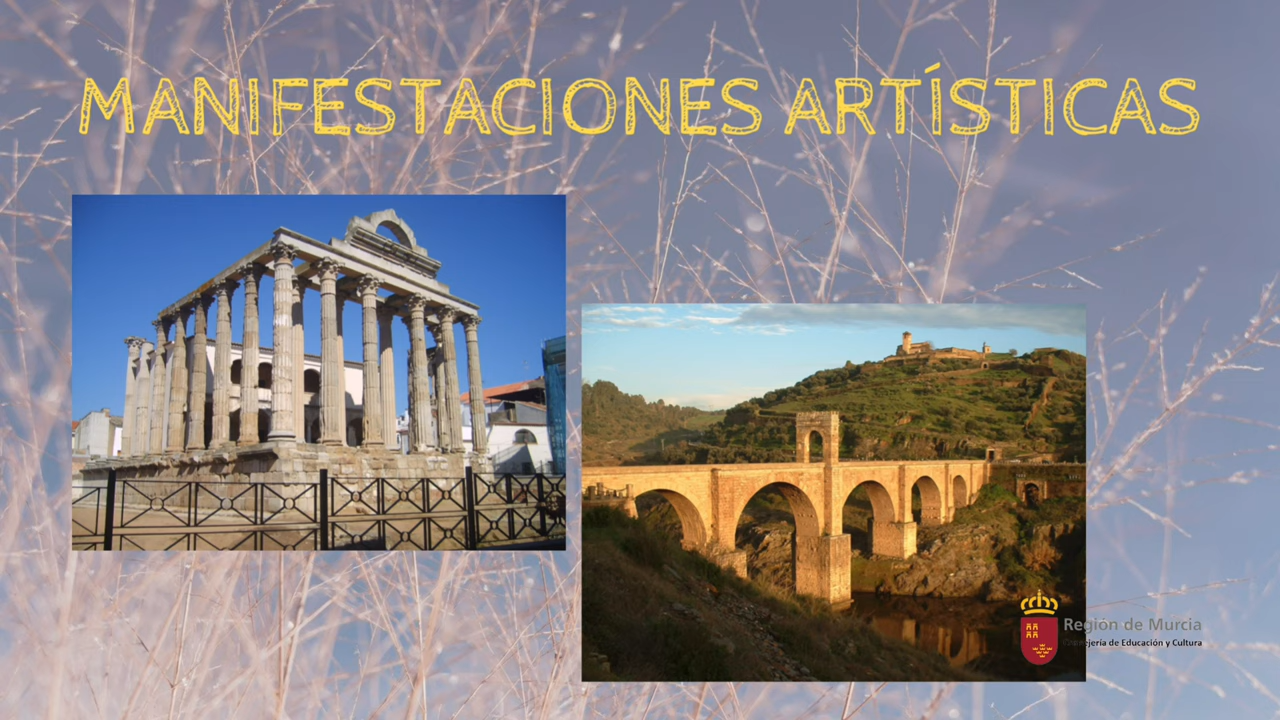 MANIFESTACIONES ARTÍSTICAS
Región de Murcia
Consejería de Educación y Cultura